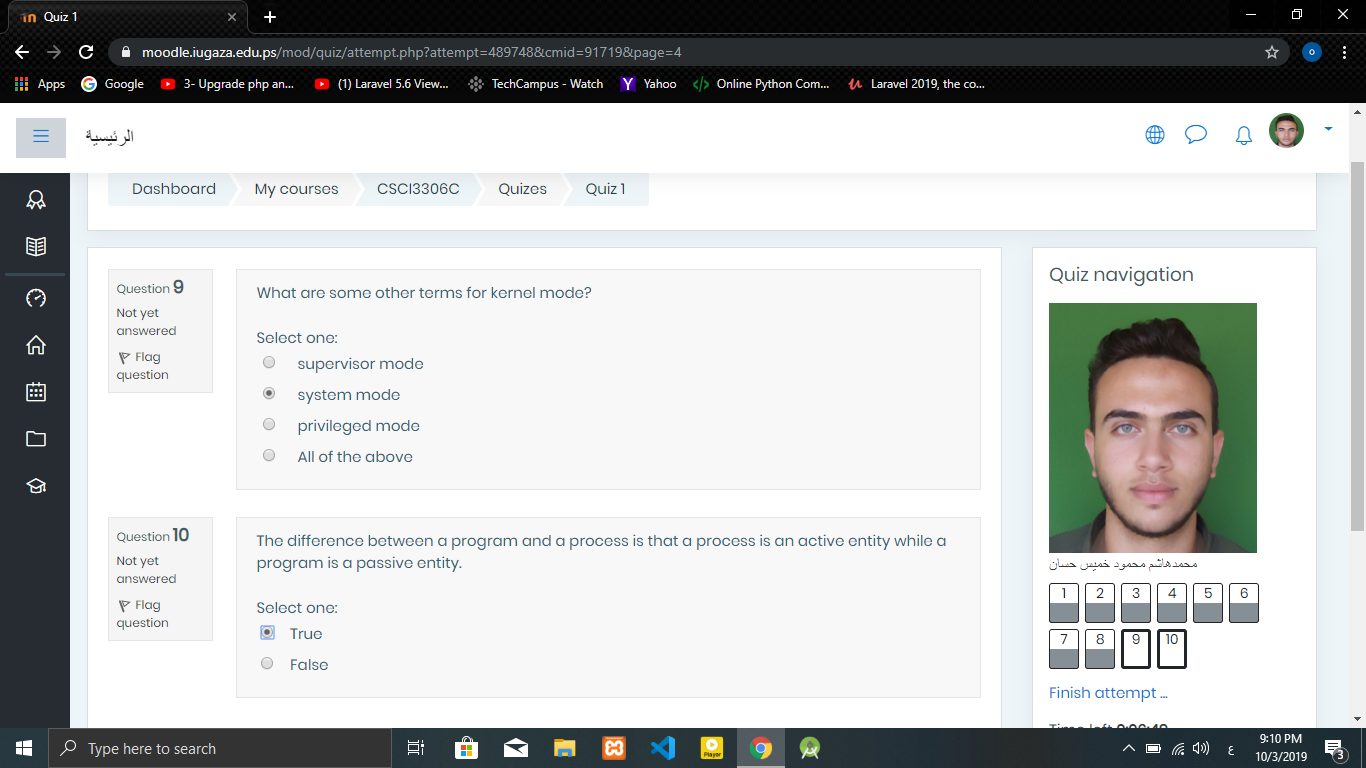 Quiz 1
moodle.iugaza.edu.ps/mod/quiz/attempt.php?attempt=489748&cmid=91719&page=4
o
Apps
Google
3- Upgrade php an...
(1) Laravel 5.6 View...
TechCampus - Watch
Yahoo
Online Python Com...
Laravel 2019, the co...
الرئيسية
Dashboard
My courses
CSCI3306C
Quizes
Quiz 1
Question 9
Not yet
answered
Flag
question
What are some other terms for kernel mode?
Select one:
supervisor mode
system mode
privileged mode
All of the above
Question 10
Not yet
answered
Flag
question
The difference between a program and a process is that a process is an active entity while a
program is a passive entity.
Select one:
True
False
Quiz navigation
محمدهاشم محمود خميس حسان
1 2 3 4 5 6
7 8 9 10
Finish attempt ...
Time left
Type here to search
Player
ع
9:10 PM
10/3/2019
3